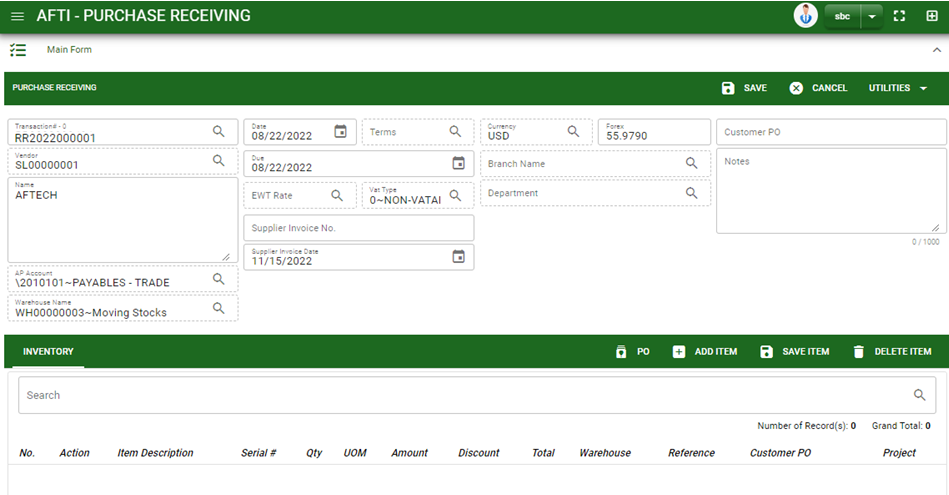 AFTI - PURCHASE RECEIVING
sbc
Main Form
PURCHASE RECEIVING
SAVE
CANCEL
UTILITIES
Transaction# - 0
RR2022000001
Date
08/22/2022
Terms
Currency
USD
Forex
55.9790
Customer PO
Vendor
SL00000001
Due
08/22/2022
Branch Name
Notes
Name
AFTECH
EWT Rate
Vat Type
0~NON-VATAI
Department
Supplier Invoice No.
0 / 1000
Supplier Invoice Date
11/15/2022
AP Account
\2010101~PAYABLES - TRADE
Warehouse Name
WH00000003~Moving Stocks
INVENTORY
PO
ADD ITEM
SAVE ITEM
DELETE ITEM
Search
Number of Record(s): 0 Grand Total: 0
No. Action Item Description Serial # Qty UOM Amount Discount Total Warehouse Reference Customer PO Project